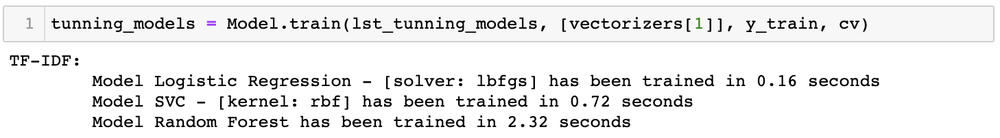 1 tunning_models = Model.train(lst_tunning_models, [vectorizers[1]], y_train, cv)
TF-IDF:
Model Logistic Regression - [solver: lbfgs] has been trained in 0.16 seconds
Model SVC - [kernel: rbf] has been trained in 0.72 seconds
Model Random Forest has been trained in 2.32 seconds